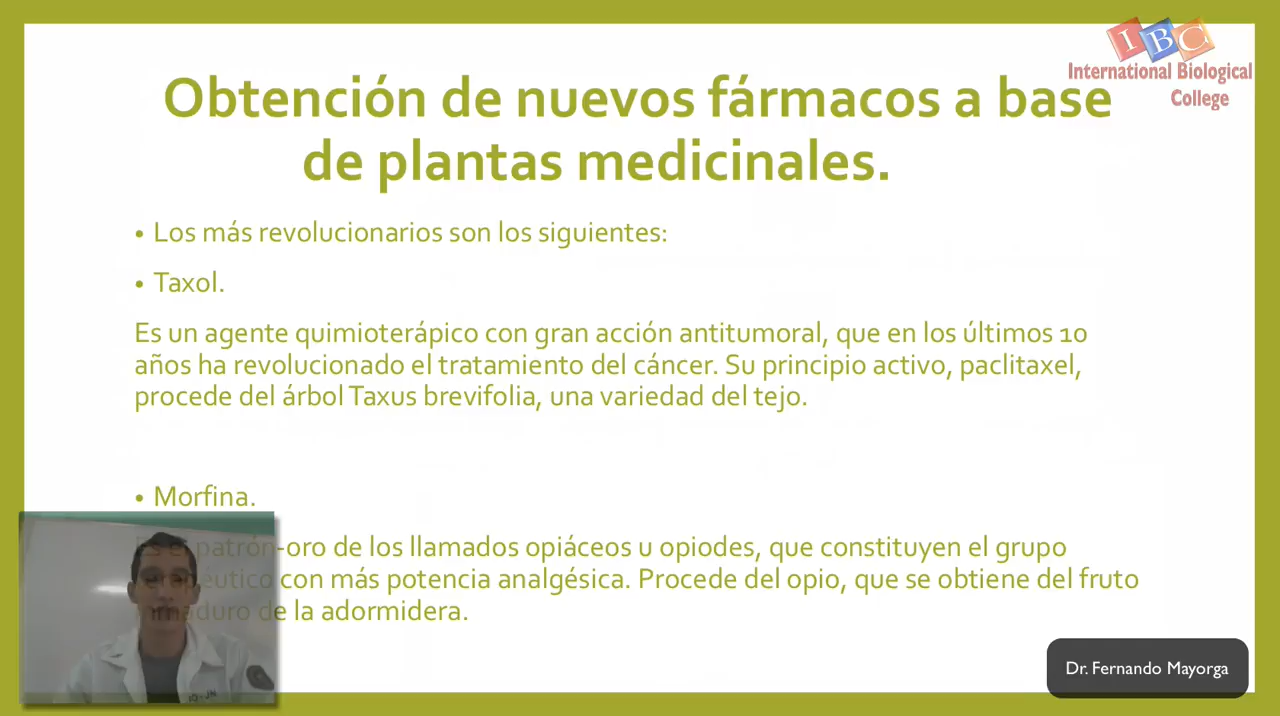 IBC
International Biological
College
Obtención de nuevos fármacos a base
de plantas medicinales.
• Los más revolucionarios son los siguientes:
• Taxol.
Es un agente quimioterápico con gran acción antitumoral, que en los últimos 10
años ha revolucionado el tratamiento del cáncer. Su principio activo, paclitaxel,
procede del árbol Taxus brevifolia, una variedad del tejo.
• Morfina.
Es el patrón-oro de los llamados opiáceos u opiodes, que constituyen el grupo
con más potencia analgésica. Procede del opio, que se obtiene del fruto
inmaduro de la adormidera.
Dr. Fernando Mayorga